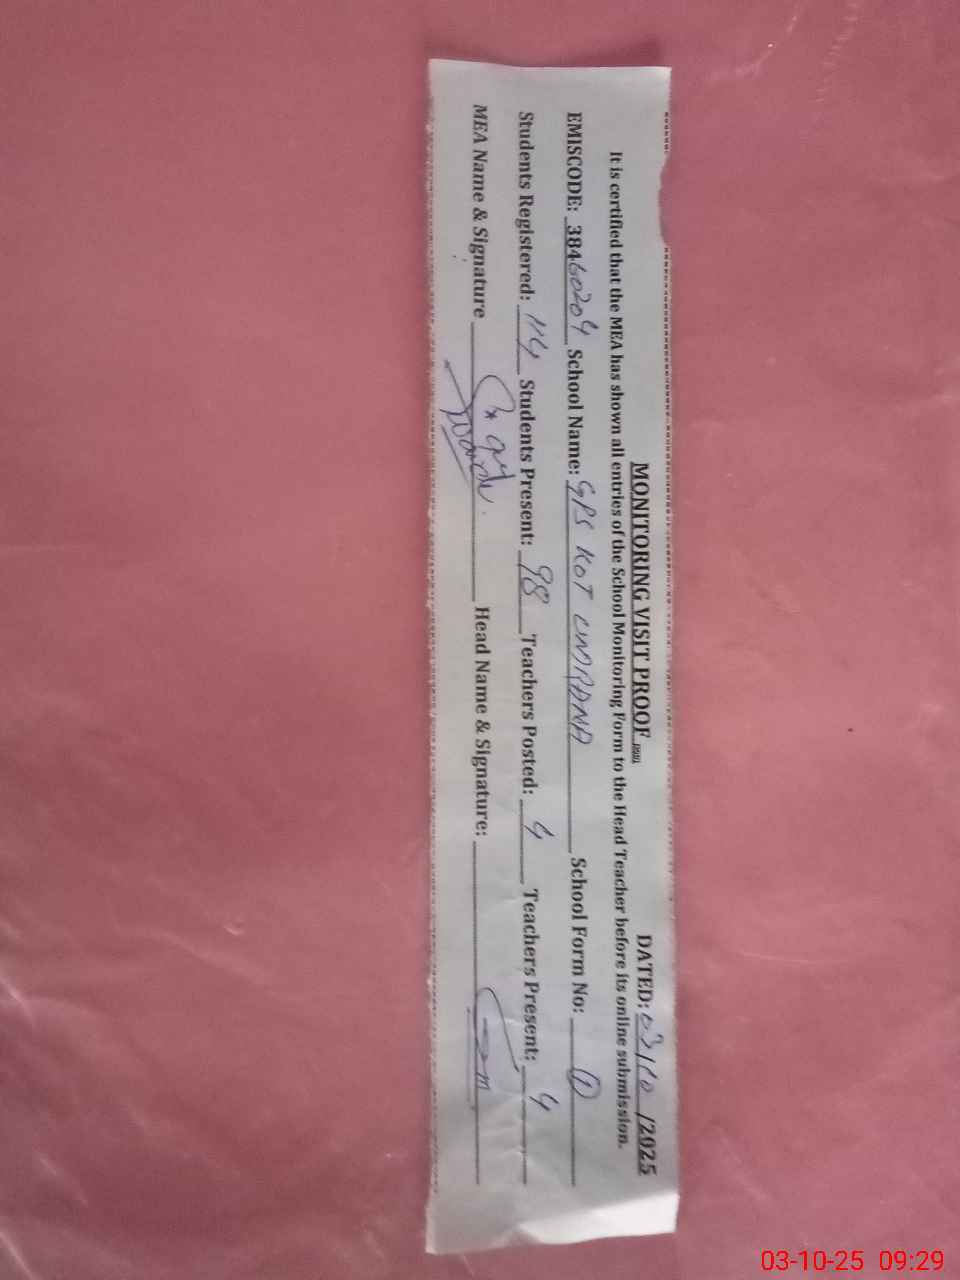 MONITORING VISIT PROOF DATED: 03/10/2025
It is certified that the MEA has shown all entries of the School Monitoring Form to the Head Teacher before its online submission.
EMISCODE: 38460204 School Name: GPS KOT UMRANA School Form No: 1
Students Registered: 114 Students Present: 98 Teachers Posted: 4 Teachers Present: 4
MEA Name & Signature Head Name & Signature:
03-10-25 09:29